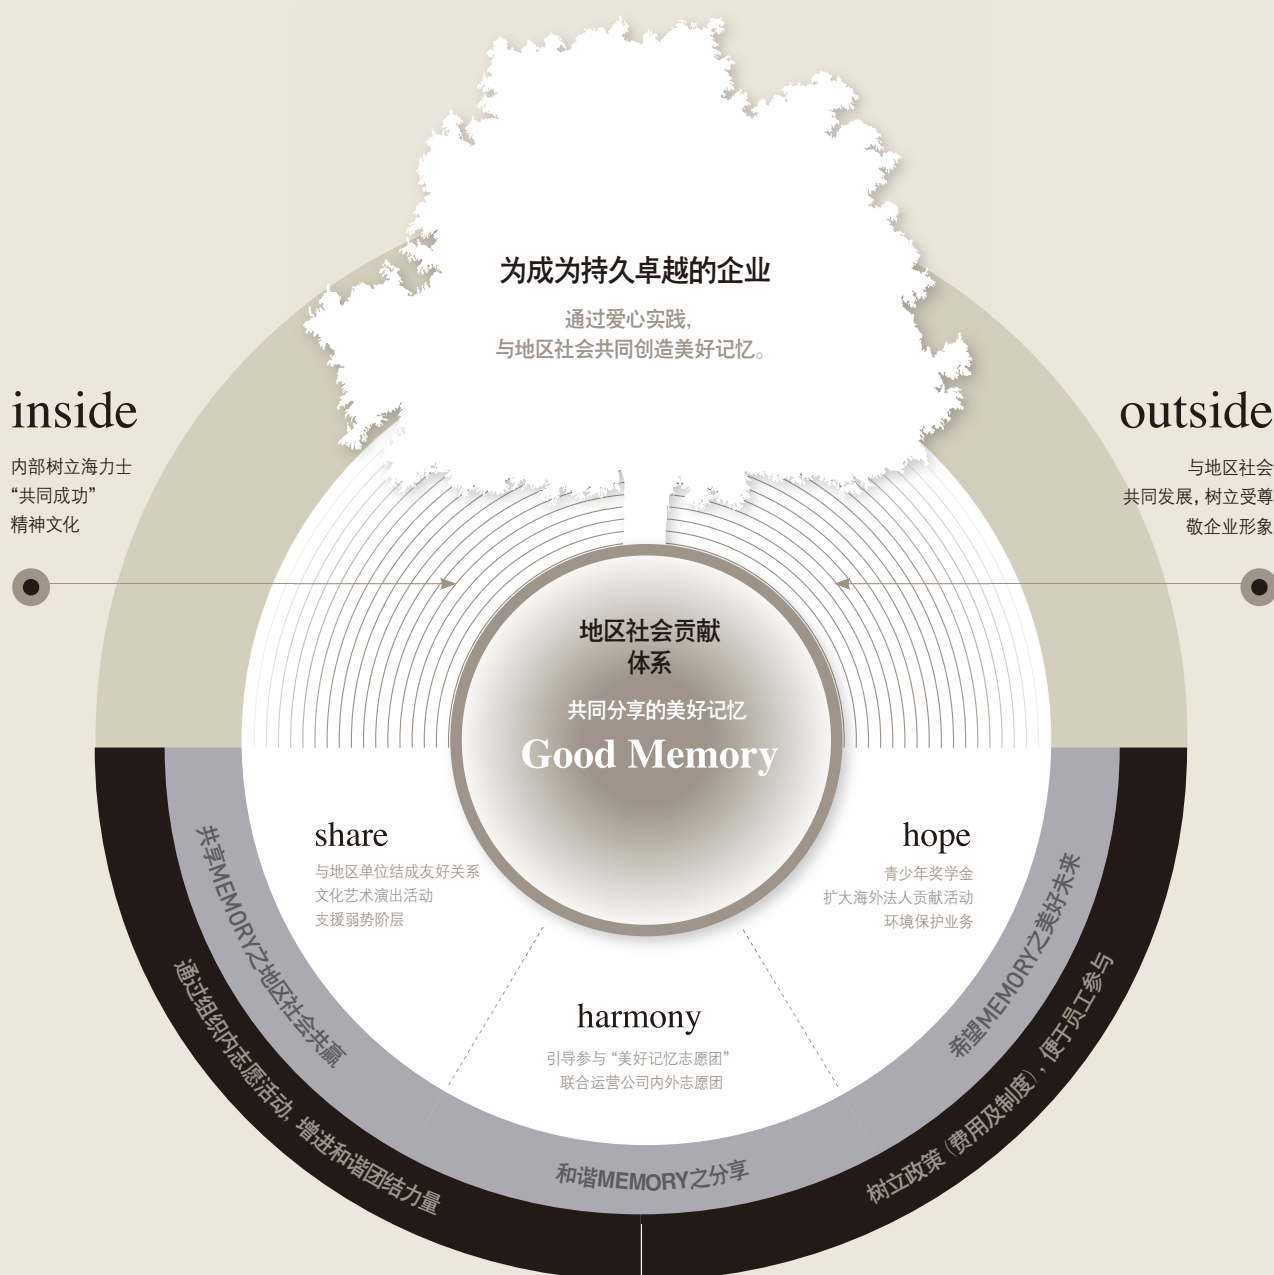 为成为持久卓越的企业
通过爱心实践，
与地区社会共同创造美好记忆。
inside
内部树立海力士
“共同成功”
精神文化
outside
与地区社会
共同发展，树立受尊
敬企业形象
地区社会贡献
体系
共同分享的美好记忆
Good Memory
share
与地区单位结成友好关系
文化艺术演出活动
支援弱势阶层
hope
青少年奖学金
扩大海外法人贡献活动
环境保护业务
harmony
引导参与 “美好记忆志愿团”
联合运营公司内外志愿团
共享MEMORY之地区社会共赢
和谐MEMORY之分享
希望MEMORY之美好未来
通过组织内志愿活动，增进和谐团结力量
树立政策（费用及制度），便于员工参与